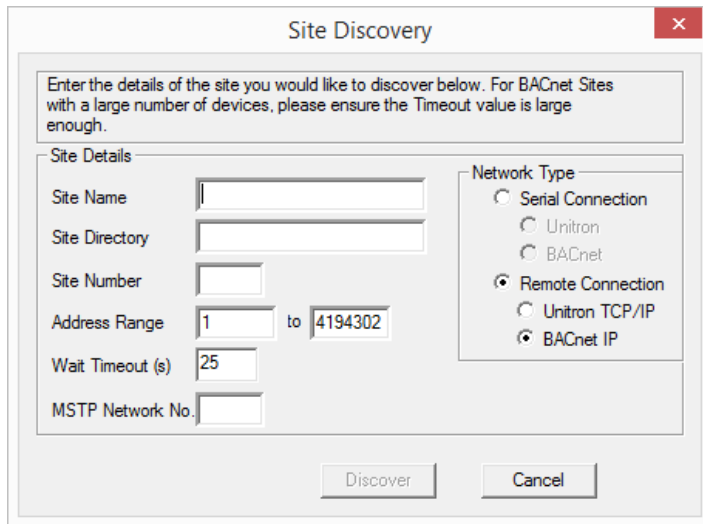 Site Discovery
Enter the details of the site you would like to discover below. For BACnet Sites
with a large number of devices, please ensure the Timeout value is large
enough.
Site Details
Site Name
Site Directory
Site Number
Address Range 1 to 4194302
Wait Timeout (s) 25
MSTP Network No.
Network Type
Serial Connection
Unitron
BACnet
Remote Connection
Unitron TCP/IP
BACnet IP
Discover
Cancel